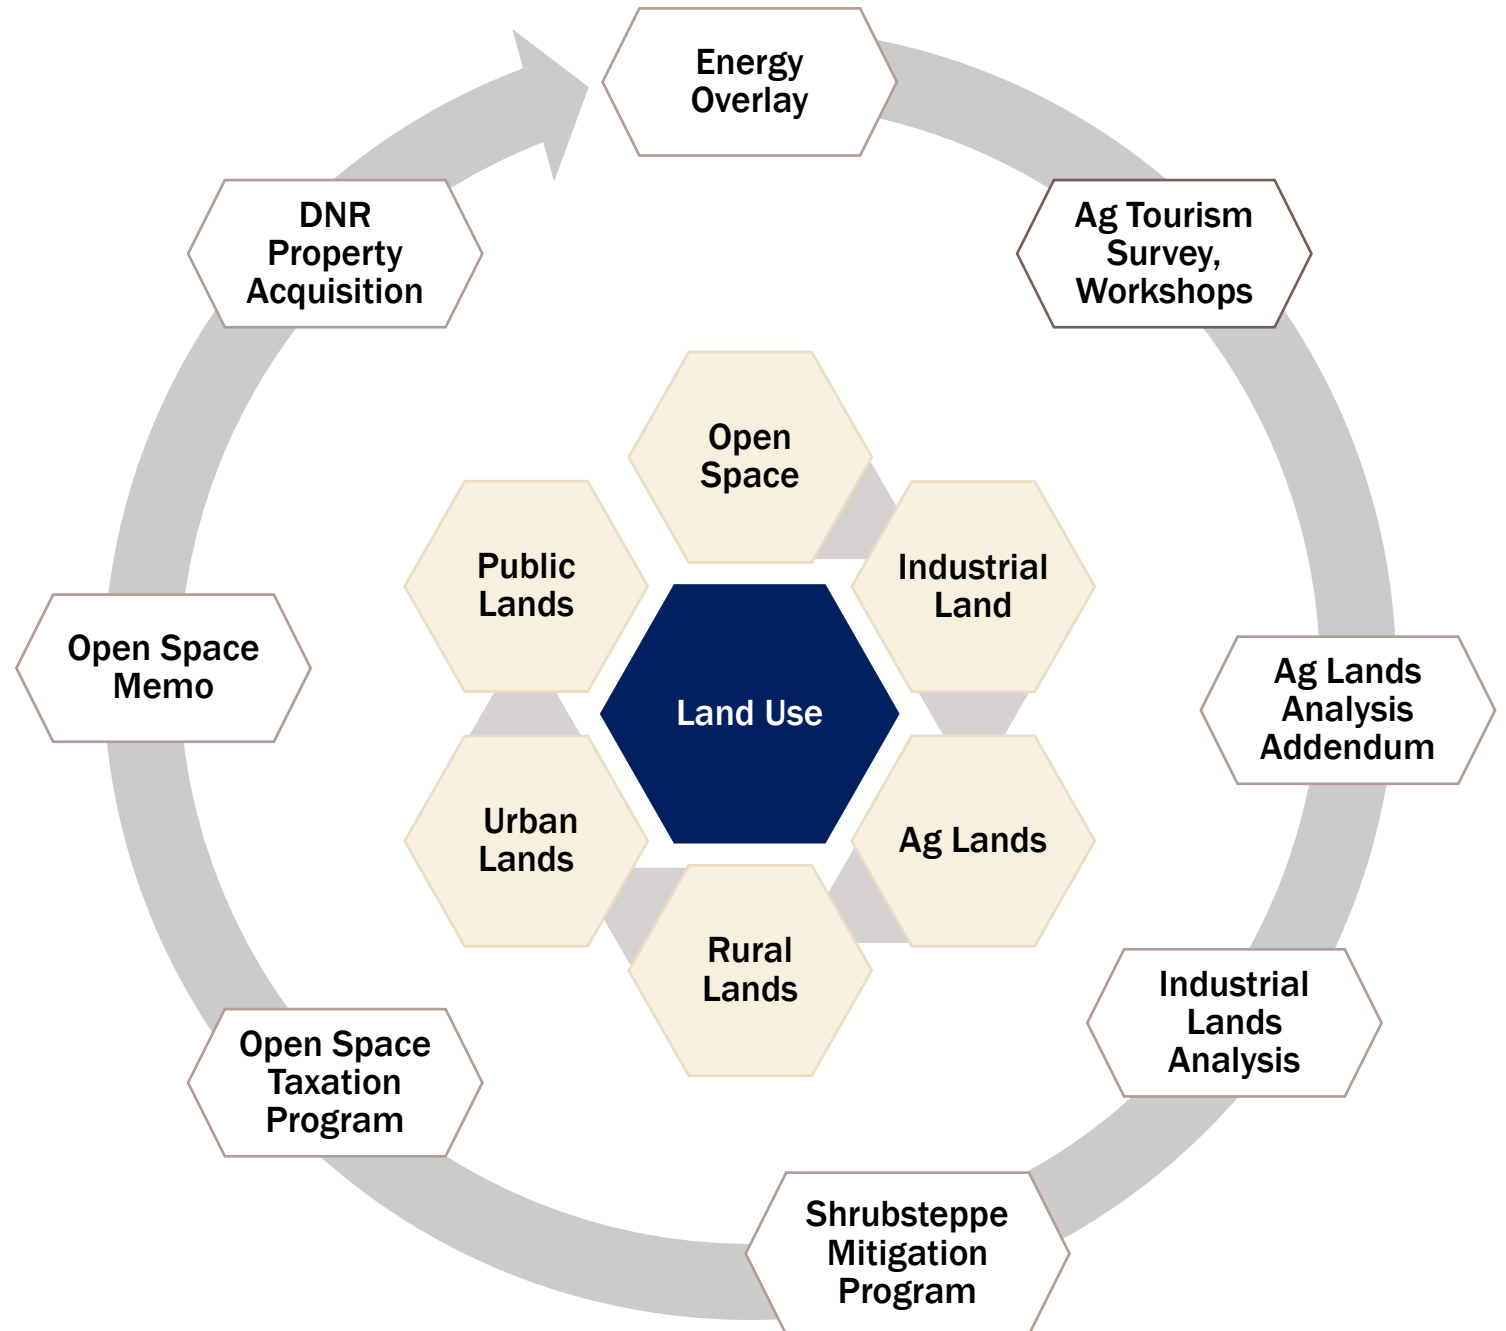 Energy
Overlay
Ag Tourism
Survey,
Workshops
Ag Lands
Analysis
Addendum
Industrial
Lands
Analysis
Shrubsteppe
Mitigation
Program
Open Space
Taxation
Program
Open Space
Memo
DNR
Property
Acquisition
Open
Space
Industrial
Land
Ag Lands
Rural
Lands
Urban
Lands
Public
Lands
Land Use